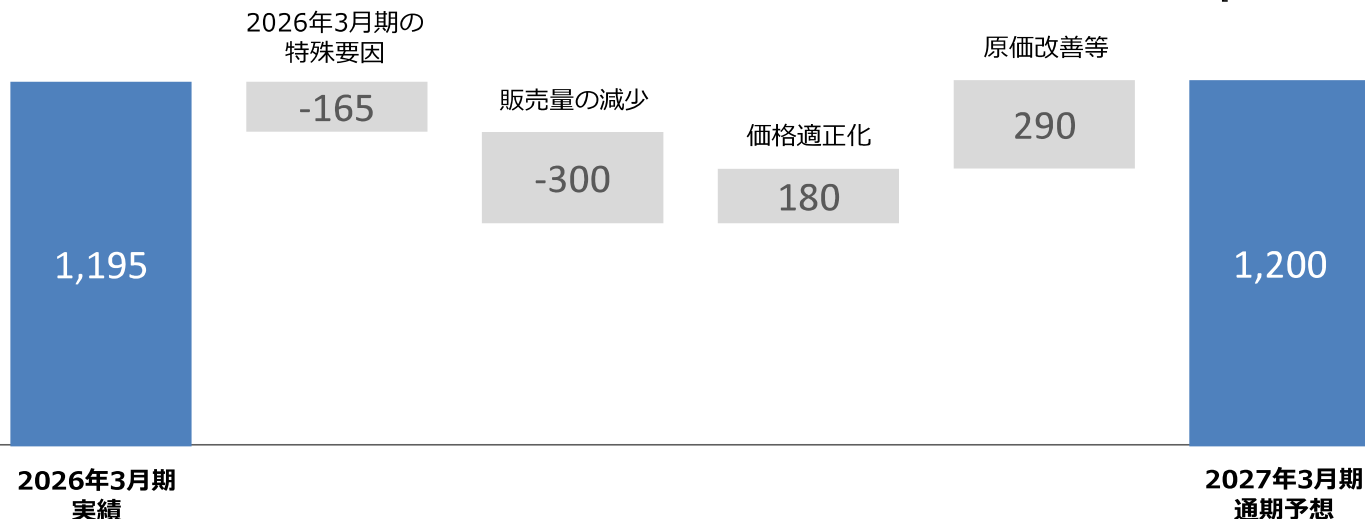 2026年3月期の
特殊要因
-165
販売量の減少
-300
価格適正化
180
原価改善等
290
1,195
1,200
2026年3月期
実績
2027年3月期
通期予想